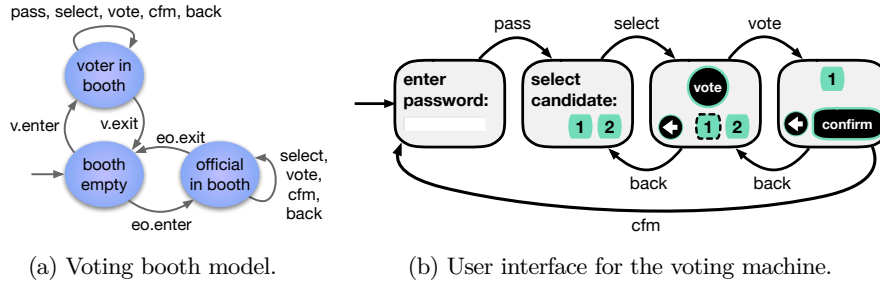 pass, select, vote, cfm, back
voter in
booth
v.enter
v.exit
eo.exit
booth
empty
official
in booth
select,
vote,
cfm,
back
eo.enter
(a) Voting booth model.
pass
select
vote
enter
password:
select
candidate:
1 2
vote
1 2
1
confirm
back
back
cfm
(b) User interface for the voting machine.